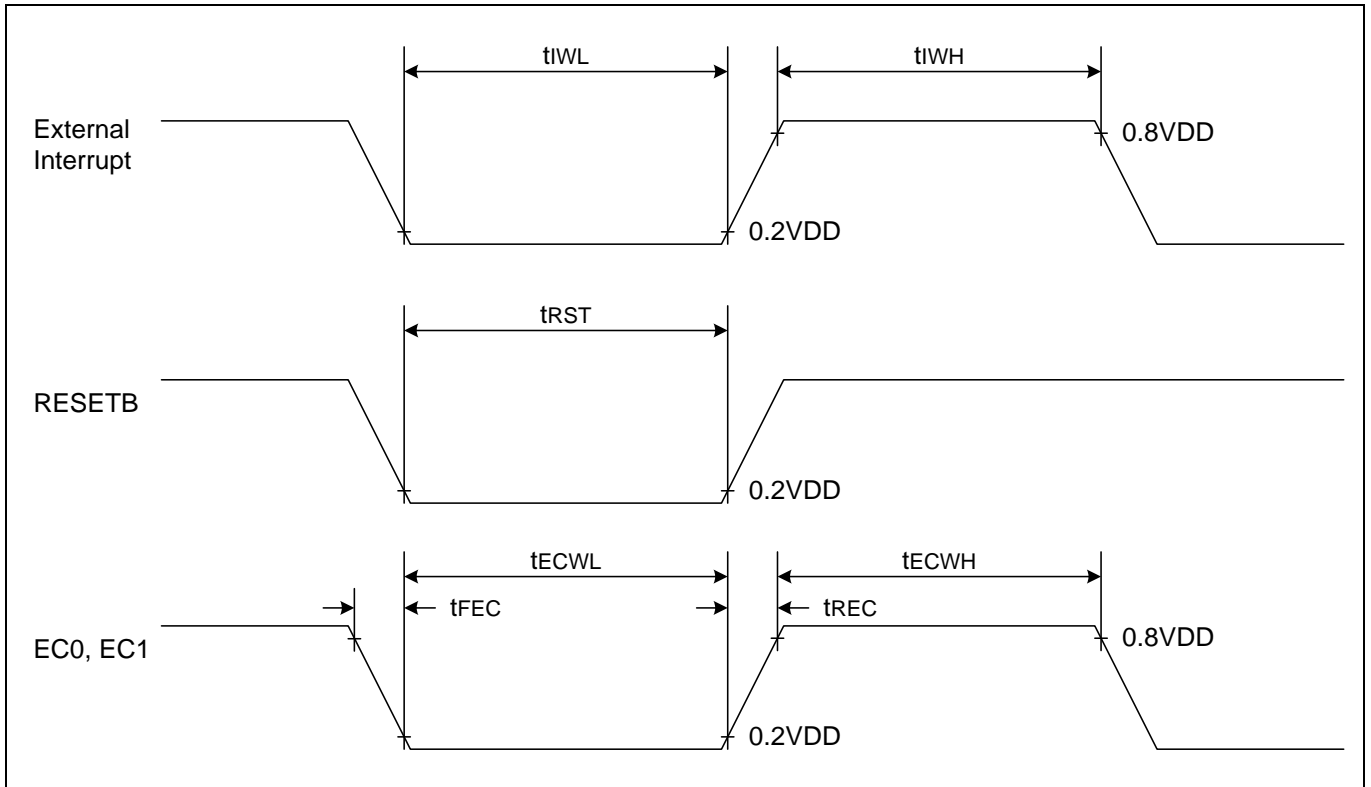 tIWL
tIWH
External
Interrupt
0.8VDD
0.2VDD
tRST
RESETB
0.2VDD
tECWL
tECWH
tFEC
tREC
EC0, EC1
0.8VDD
0.2VDD